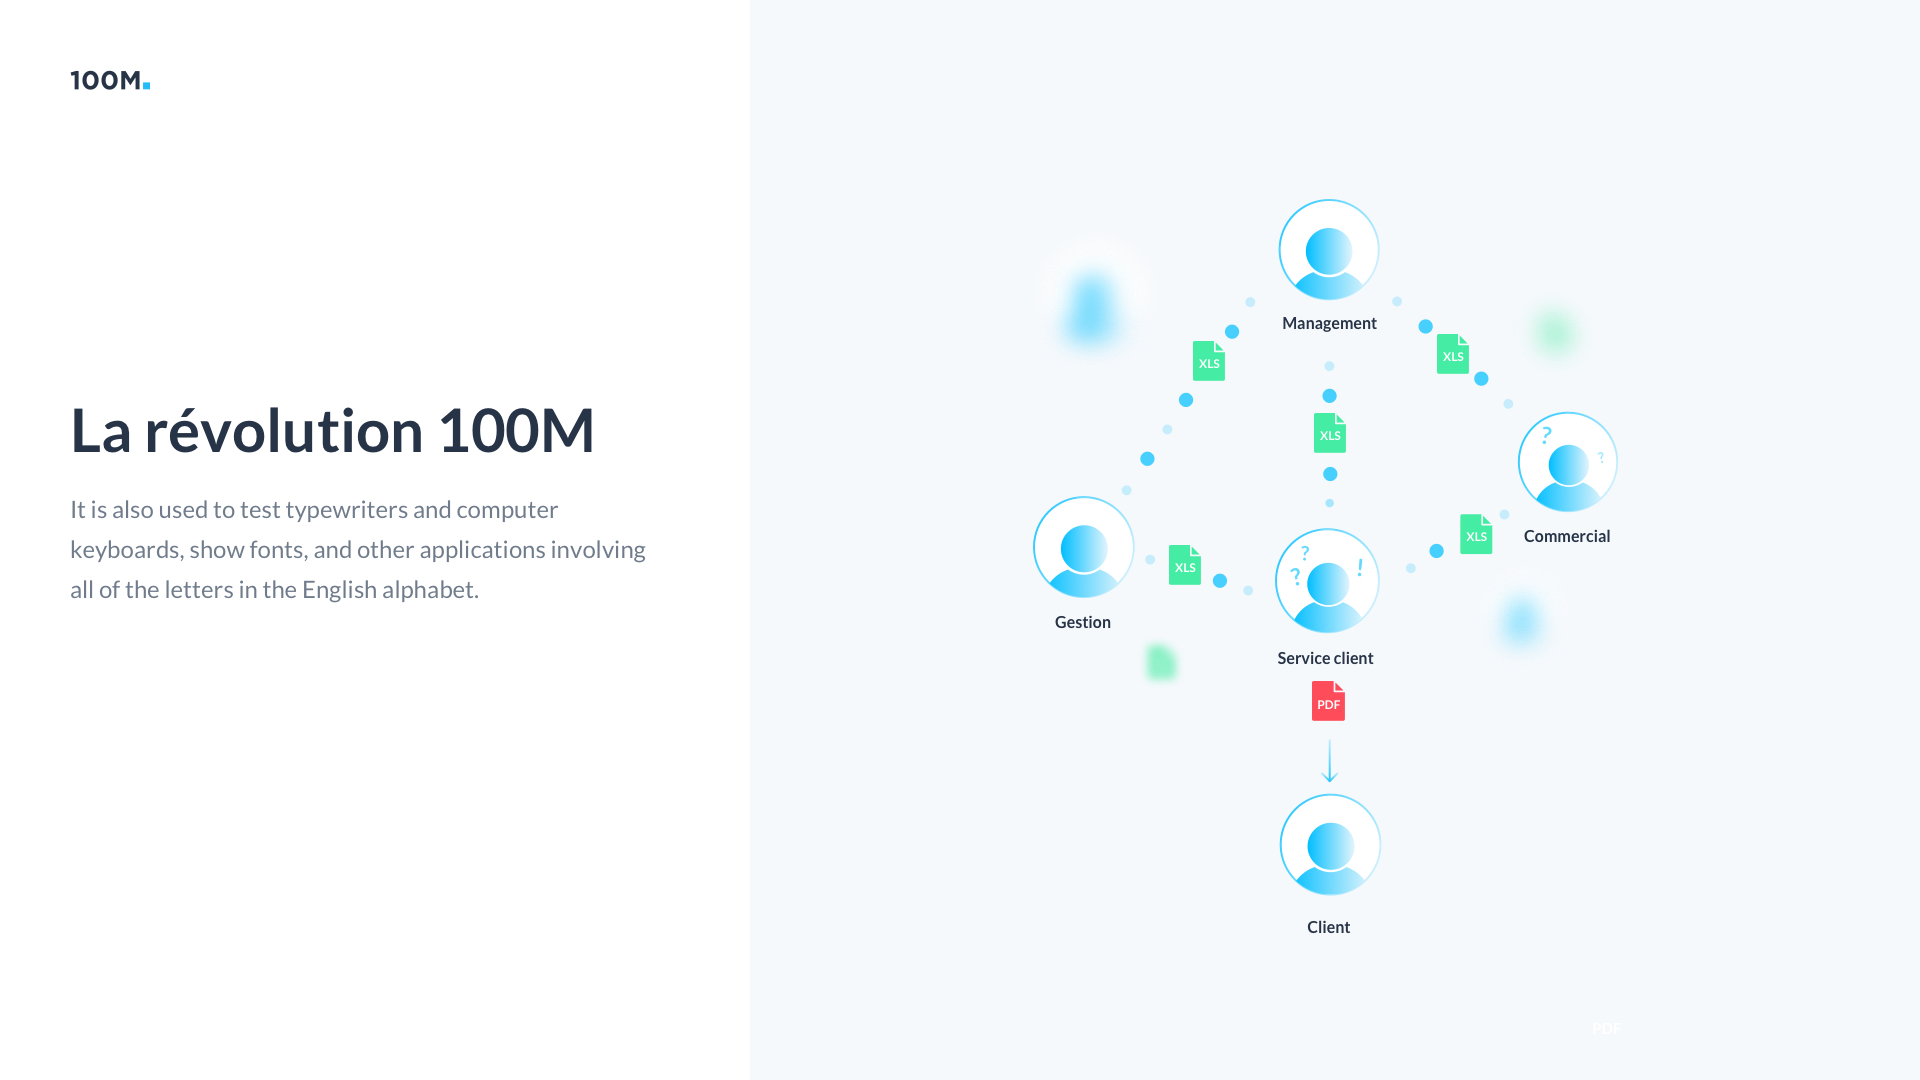 100M.
La révolution 100M
It is also used to test typewriters and computer
keyboards, show fonts, and other applications involving
all of the letters in the English alphabet.
Management
XLS
XLS
XLS
? ?
Commercial
XLS
XLS
? ? !
Gestion
Service client
PDF
Client
PDF